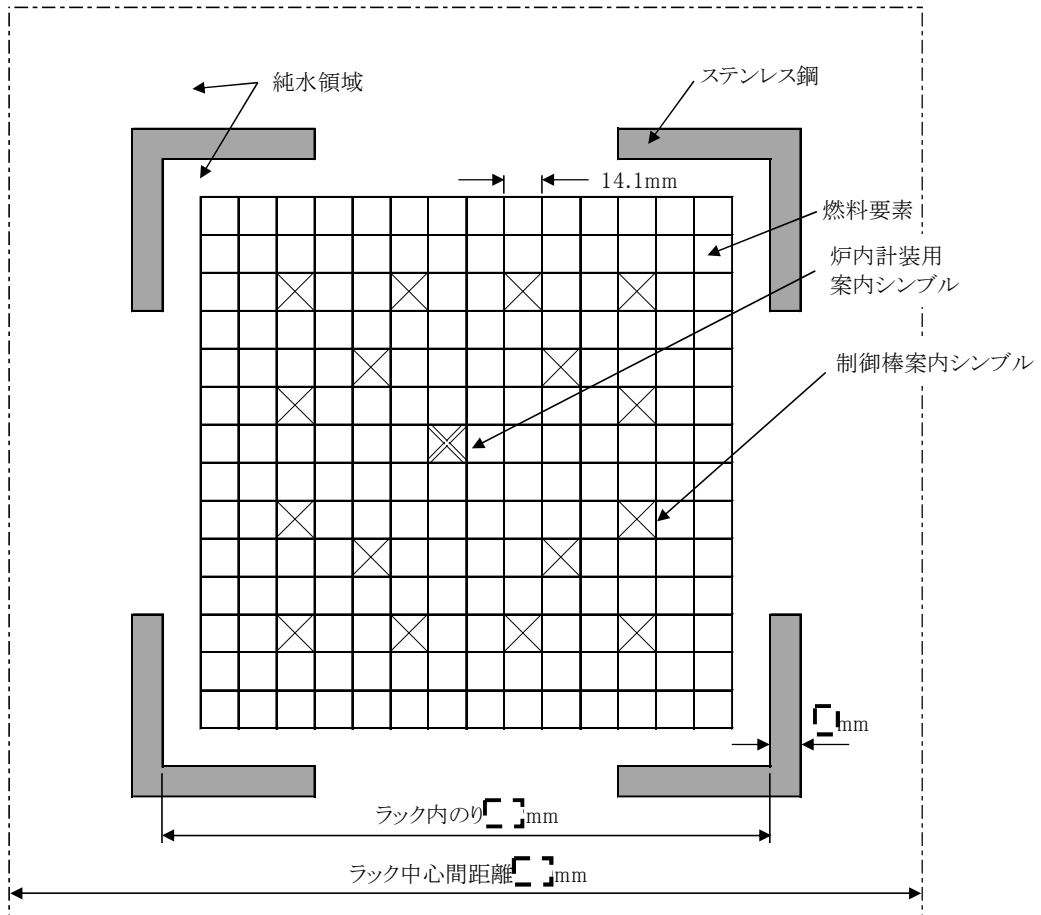 純水領域
ステンレス鋼
14.1mm
燃料要素
炉内計装用
案内シンブル
制御棒案内シンブル
mm
ラック内のり mm
ラック中心間距離 mm